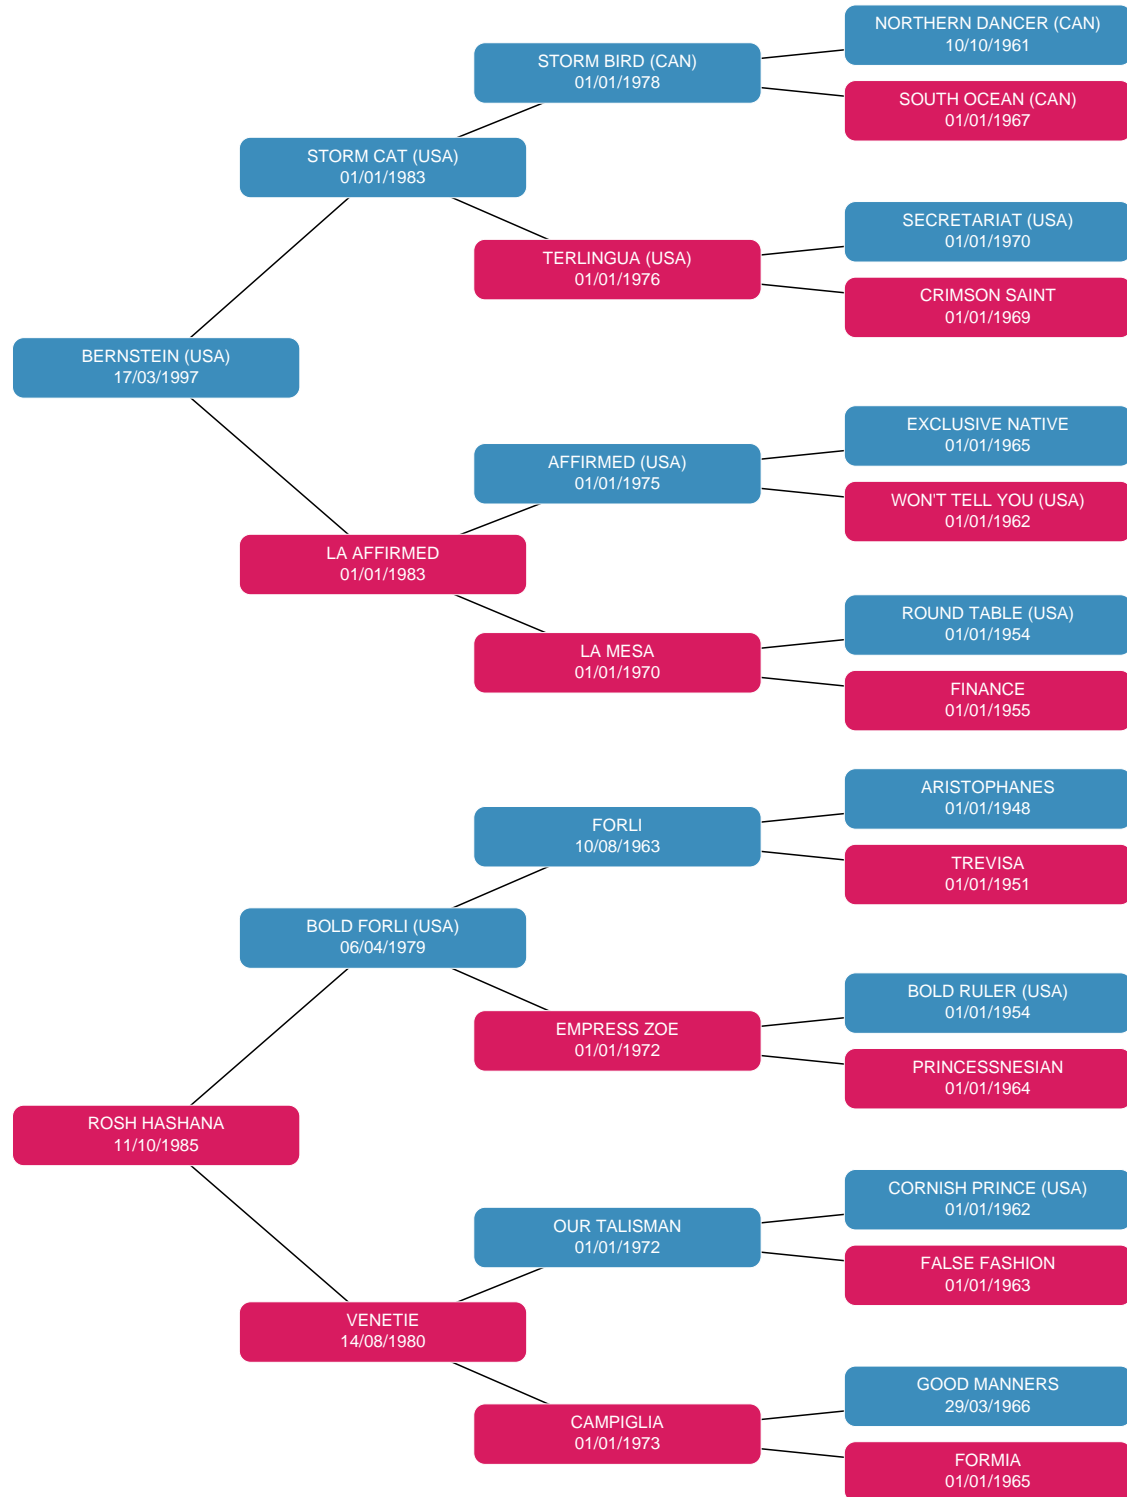 NORTHERN DANCER (CAN)
10/10/1961
STORM BIRD (CAN)
01/01/1978
SOUTH OCEAN (CAN)
01/01/1967
STORM CAT (USA)
01/01/1983
SECRETARIAT (USA)
01/01/1970
TERLINGUA (USA)
01/01/1976
CRIMSON SAINT
01/01/1969
BERNSTEIN (USA)
17/03/1997
EXCLUSIVE NATIVE
01/01/1965
AFFIRMED (USA)
01/01/1975
WON'T TELL YOU (USA)
01/01/1962
LA AFFIRMED
01/01/1983
ROUND TABLE (USA)
01/01/1954
LA MESA
01/01/1970
FINANCE
01/01/1955
ARISTOPHANES
01/01/1948
FORLI
10/08/1963
TREVISA
01/01/1951
BOLD FORLI (USA)
06/04/1979
BOLD RULER (USA)
01/01/1954
EMPRESS ZOE
01/01/1972
PRINCESSNESIAN
01/01/1964
ROSH HASHANA
11/10/1985
CORNISH PRINCE (USA)
01/01/1962
OUR TALISMAN
01/01/1972
FALSE FASHION
01/01/1963
VENETIE
14/08/1980
GOOD MANNERS
29/03/1966
CAMPIGLIA
01/01/1973
FORMIA
01/01/1965